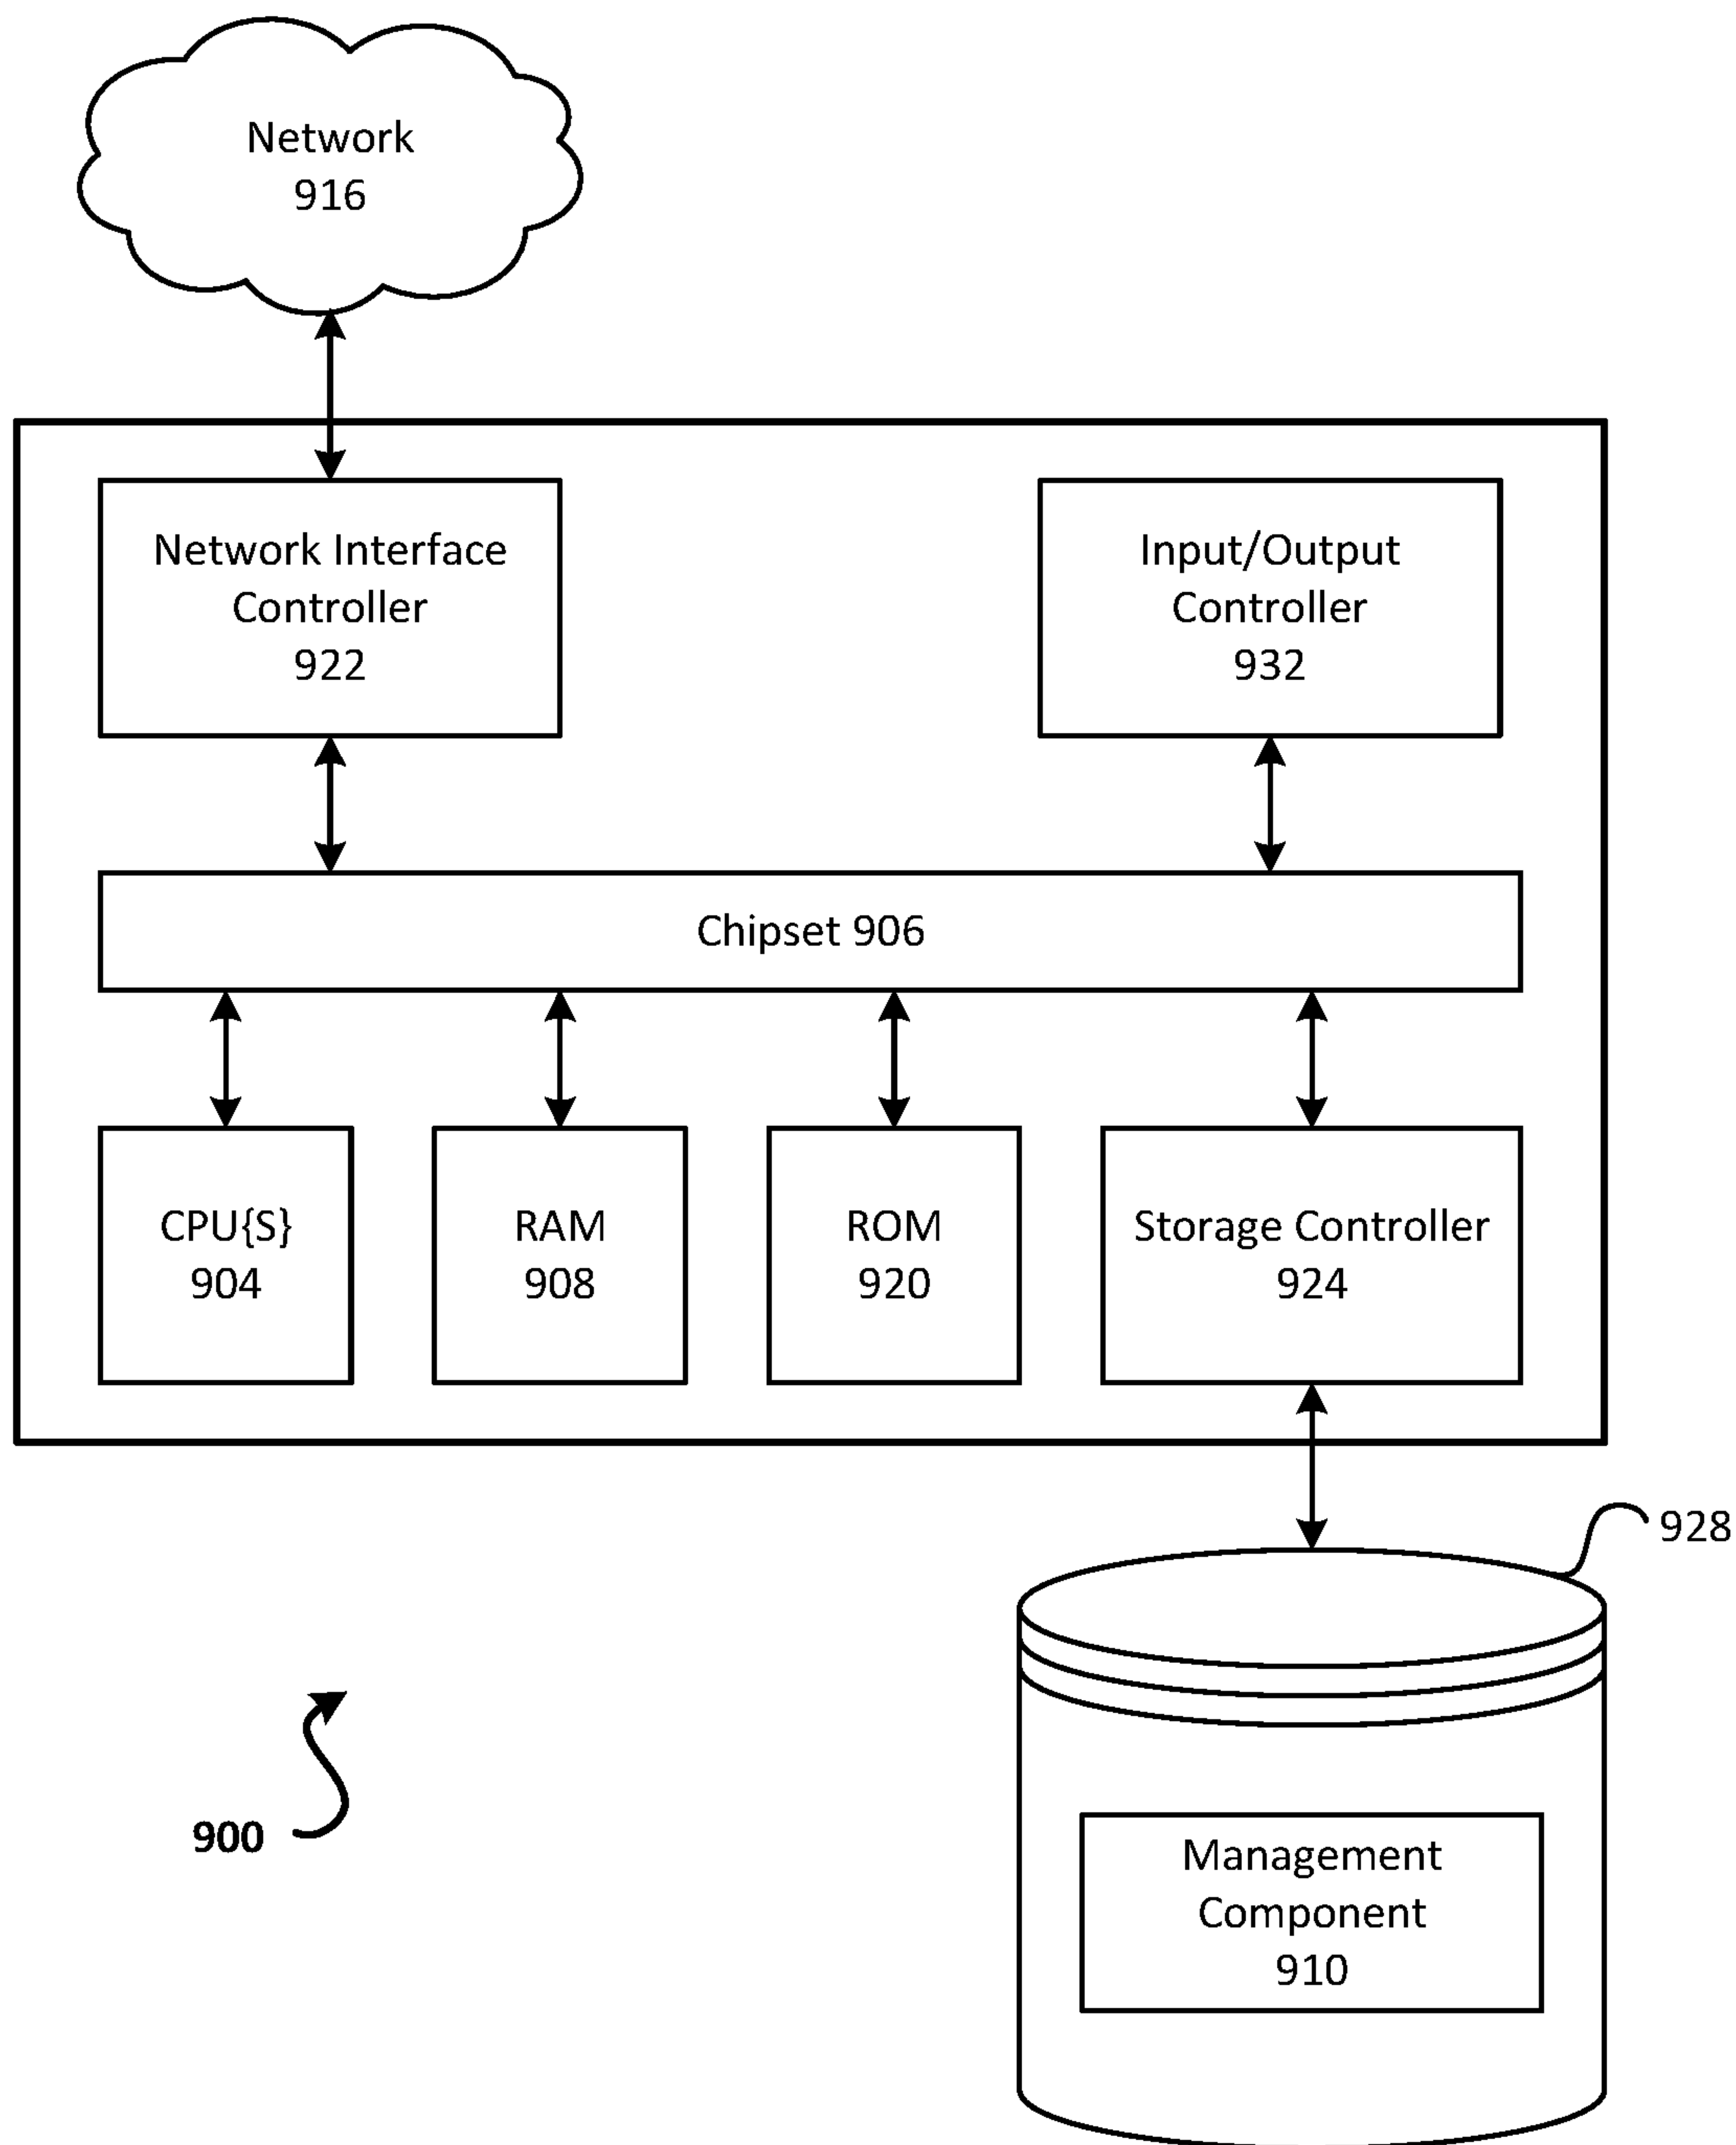 Network
916
Network Interface
Controller
922
Input/Output
Controller
932
Chipset 906
CPU{S}
904
RAM
908
ROM
920
Storage Controller
924
928
900
Management
Component
910